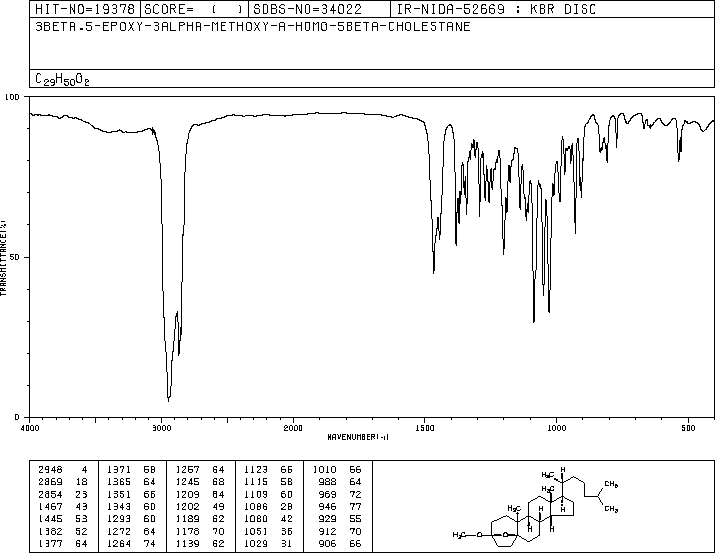 HIT-NO=19378 SCORE= ( ) SDBS-NO=34022 IR-NIDA-52669 : KBR DISC
3BETA,5-EPOXY-3ALPHA-METHOXY-A-HOMO-5BETA-CHOLESTANE
C29H50O2
100
50
0
TRANSMITTANCE(%)
4000 3000 2000 1500 1000 500
WAVENUMBER(-1)
2948 4 1371 58 1267 64 1123 66 1010 56
2869 18 1365 64 1245 68 1115 58 988 64
2854 23 1351 66 1209 64 1109 60 969 72
1467 43 1343 60 1202 49 1086 28 946 77
1445 53 1293 60 1189 62 1060 42 929 55
1382 52 1272 64 1178 70 1051 36 912 70
1377 64 1264 74 1139 62 1029 31 906 66
H3C H
H3C CH3
CH3 CH3
H H H
H3C O O